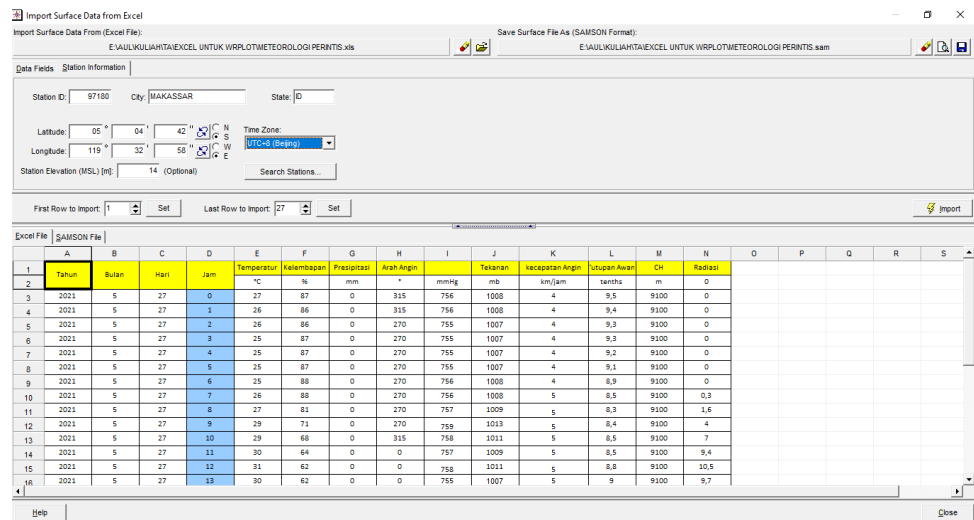 Import Surface Data from Excel
Import Surface Data From (Excel File):
Save Surface File As (SAMSON Format):
E:\AUL\KULIAH\TA\EXCEL UNTUK WRPLOT\METEOROLOGI PERINTIS.xls
E:\AUL\KULIAH\TA\EXCEL UNTUK WRPLOT\METEOROLOGI PERINTIS.sam
Data Fields Station Information
Station ID: 97180 City: MAKASSAR State: ID
Latitude: 05 ° 04 ' 42 " N S
Time Zone:
UTC+8 (Beijing)
Longitude: 119 ° 32 ' 58 " W E
Station Elevation (MSL) [m]: 14 (Optional) Search Stations...
First Row to Import: 1 Set Last Row to Import: 27 Set Import
Excel File SAMSON File
A B C D E F G H I J K L M N O P Q R S
1 Tahun Bulan Hari Jam Temperatur Kelembapan Presipitasi Arah Angin Tekanan kecepatan Angin Tutupan Awan CH Radiasi
2 °C % mm ° mmHg mb km/jam tenths m 0
3 2021 5 27 0 27 87 0 315 756 1008 4 9,5 9100 0
4 2021 5 27 1 26 86 0 315 756 1008 4 9,4 9100 0
5 2021 5 27 2 26 86 0 270 755 1007 4 9,3 9100 0
6 2021 5 27 3 25 87 0 270 755 1007 4 9,3 9100 0
7 2021 5 27 4 25 87 0 270 755 1007 4 9,2 9100 0
8 2021 5 27 5 25 87 0 270 755 1007 4 9,1 9100 0
9 2021 5 27 6 25 88 0 270 756 1008 4 8,9 9100 0
10 2021 5 27 7 26 88 0 270 756 1008 5 8,5 9100 0,3
11 2021 5 27 8 27 81 0 270 757 1009 5 8,3 9100 1,6
12 2021 5 27 9 29 71 0 270 759 1013 5 8,4 9100 4
13 2021 5 27 10 29 68 0 315 758 1011 5 8,5 9100 7
14 2021 5 27 11 30 64 0 0 757 1009 5 8,5 9100 9,4
15 2021 5 27 12 31 62 0 0 758 1011 5 8,8 9100 10,5
16 2021 5 27 13 30 62 0 0 755 1007 5 9 9100 9,7
Help Close